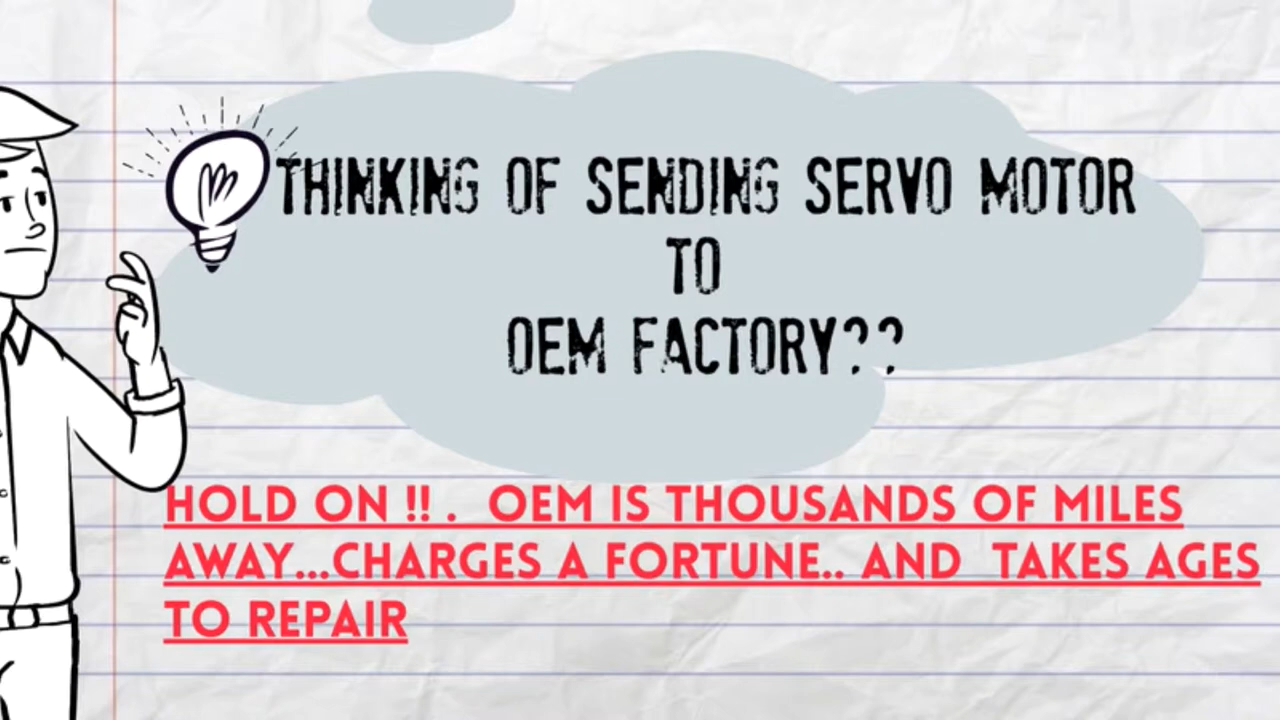 THINKING OF SENDING SERVO MOTOR
TO
OEM FACTORY??
HOLD ON !! . OEM IS THOUSANDS OF MILES
AWAY...CHARGES A FORTUNE.. AND TAKES AGES
TO REPAIR